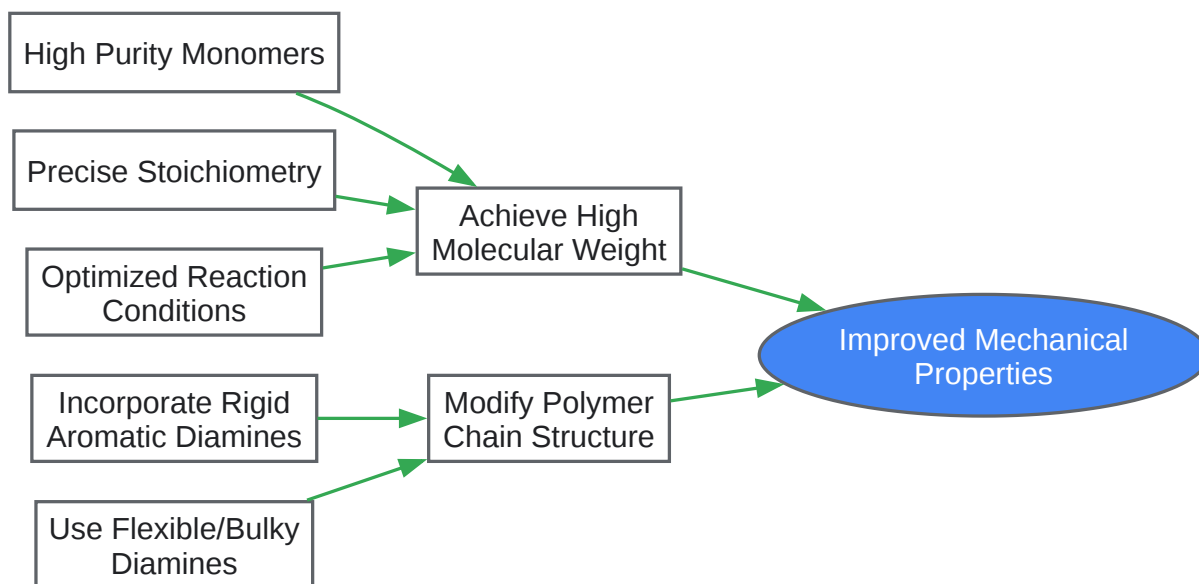 High Purity Monomers
Precise Stoichiometry
Achieve High
Molecular Weight
Optimized Reaction
Conditions
Improved Mechanical
Properties
Incorporate Rigid
Aromatic Diamines
Modify Polymer
Chain Structure
Use Flexible/Bulky
Diamines